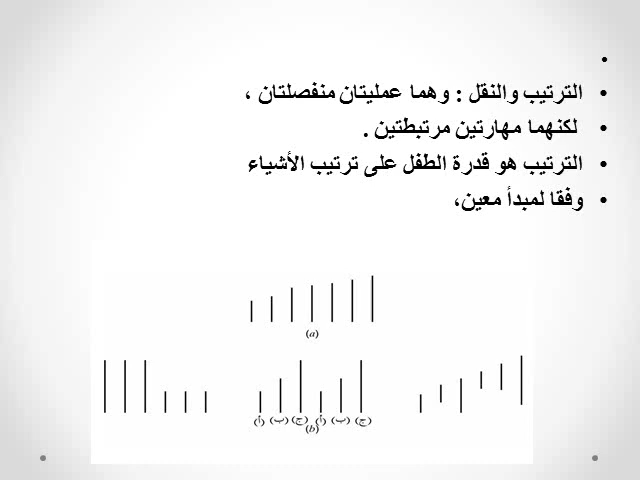 • الترتيب والنقل : وهما عمليتان منفصلتان ،
• لكنهما مهارتين مرتبطتين .
• الترتيب هو قدرة الطفل على ترتيب الأشياء
• وفقا لمبدأ معين،
(a)
(أ) (ب) (ج) (أ) (ب) (ج)
(b)